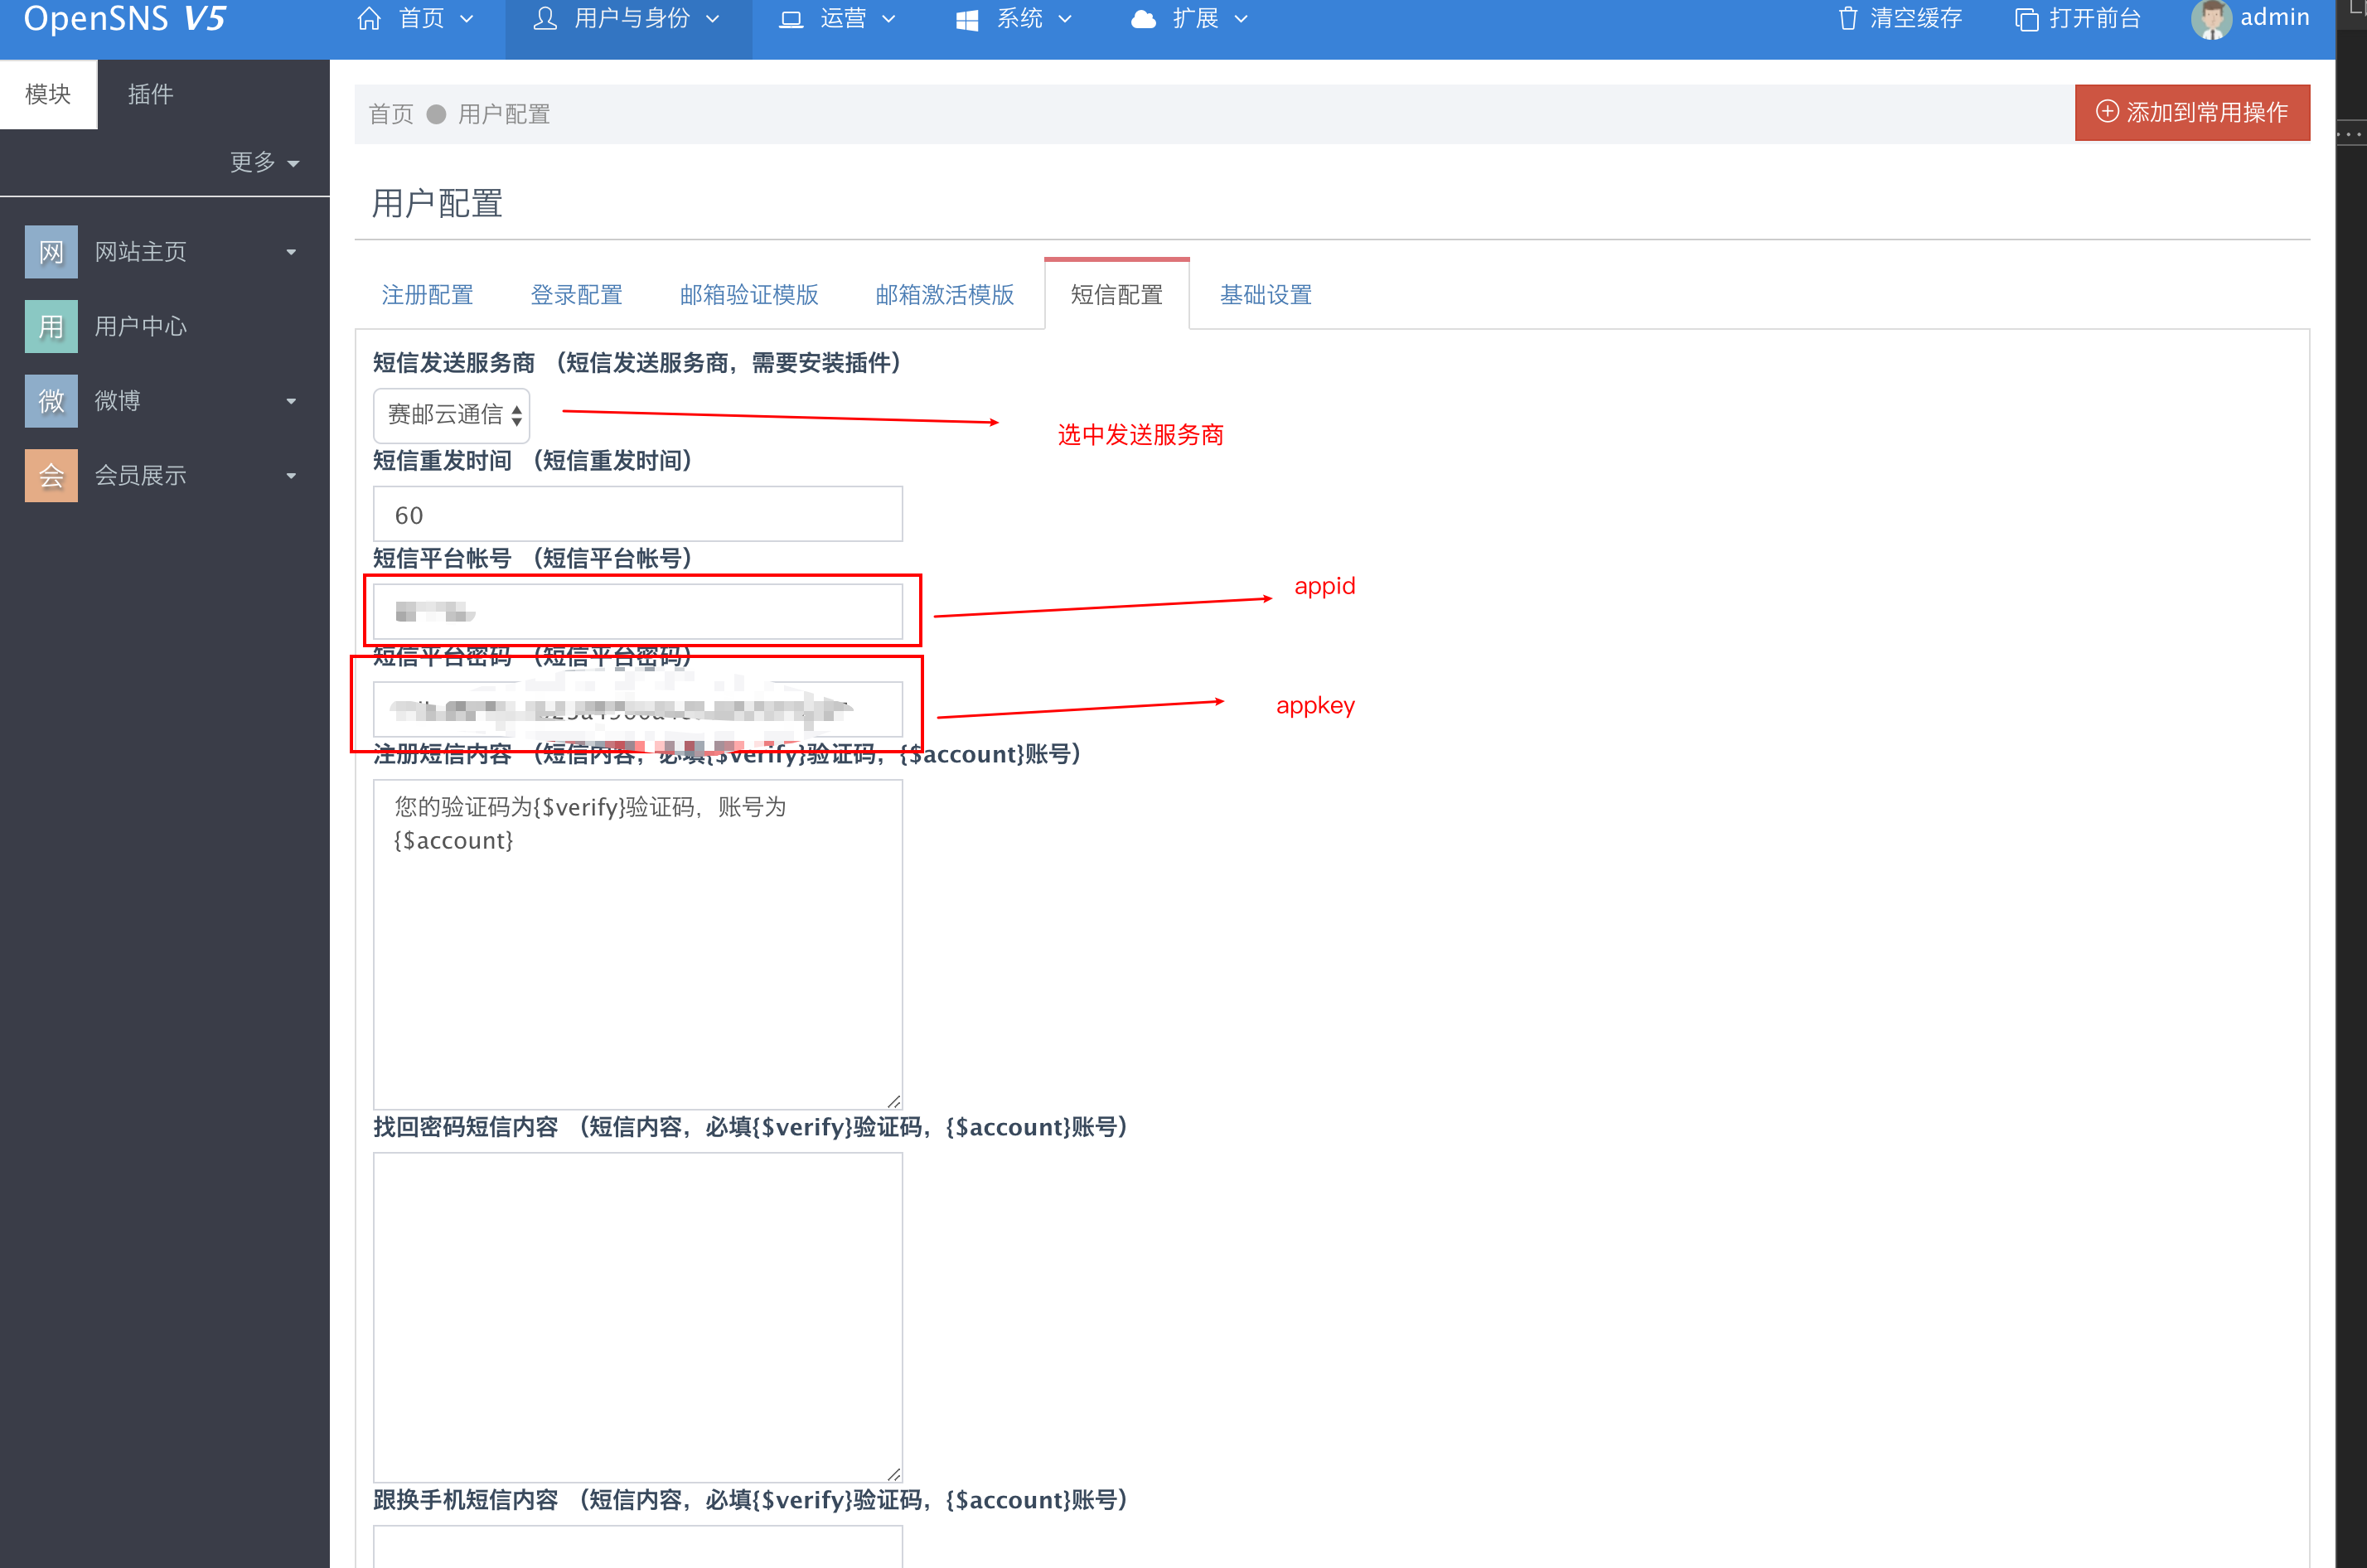 OpenSNS V5
首页
用户与身份
运营
系统
扩展
清空缓存
打开前台
admin
模块
插件
更多
网 网站主页
用 用户中心
微 微博
会 会员展示
首页 用户配置
添加到常用操作
用户配置
注册配置
登录配置
邮箱验证模版
邮箱激活模版
短信配置
基础设置
短信发送服务商 （短信发送服务商，需要安装插件）
赛邮云通信
选中发送服务商
短信重发时间 （短信重发时间）
60
短信平台帐号 （短信平台帐号）
appid
短信平台密码 （短信平台密码）
appkey
注册短信内容 （短信内容，必填{$verify}验证码，{$account}账号）
您的验证码为{$verify}验证码，账号为
{$account}
找回密码短信内容 （短信内容，必填{$verify}验证码，{$account}账号）
跟换手机短信内容 （短信内容，必填{$verify}验证码，{$account}账号）